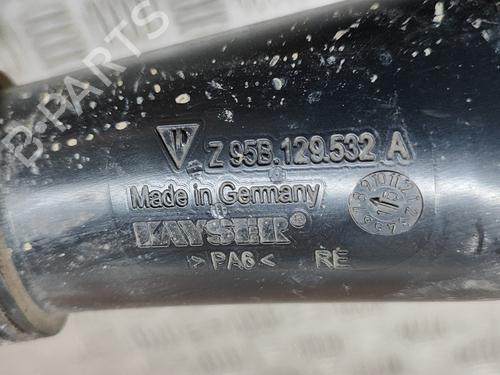 Z 95B.129.532 A
Made in Germany
KAYSER®
>PA6< RE
B-PARTS